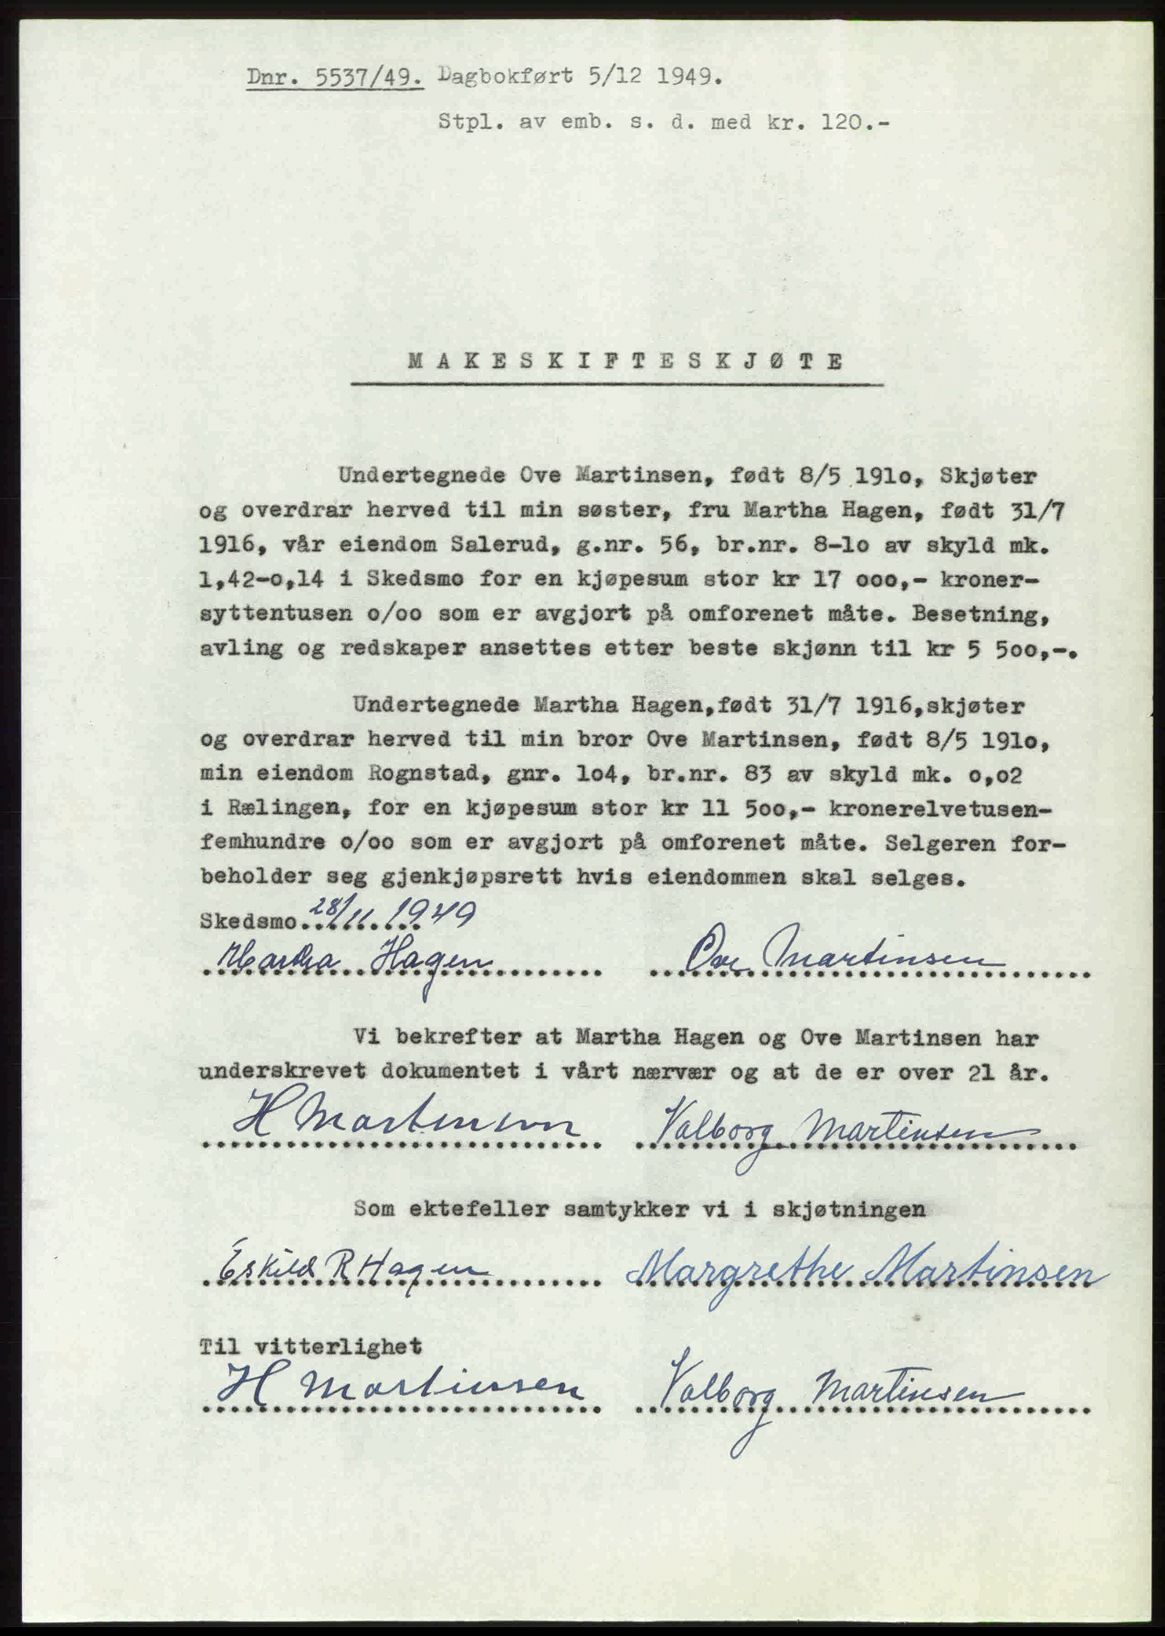 Dnr. 5537/49. Dagbokført 5/12 1949.
Stpl. av emb. s. d. med kr. 120.-
MAKESKIFTESKJØTE
Undertegnede Ove Martinsen, født 8/5 191o, Skjøter
og overdrar herved til min søster, fru Martha Hagen, født 31/7
1916, vår eiendom Salerud, g.nr. 56, br.nr. 8-1o av skyld mk.
1,42-o,14 i Skedsmo for en kjøpesum stor kr 17 ooo,- kroner-
syttentusen o/oo som er avgjort på omforenet måte. Besetning,
avling og redskaper ansettes etter beste skjønn til kr 5 5oo,-.
Undertegnede Martha Hagen,født 31/7 1916,skjøter
og overdrar herved til min bror Ove Martinsen, født 8/5 191o,
min eiendom Rognstad, gnr. 1o4, br.nr. 83 av skyld mk. o,o2
i Rælingen, for en kjøpesum stor kr 11 5oo,- kronerelvetusen-
femhundre o/oo som er avgjort på omforenet måte. Selgeren for-
beholder seg gjenkjøpsrett hvis eiendommen skal selges.
Skedsmo 28/11. 1949
Martha Hagen Ove Martinsen
Vi bekrefter at Martha Hagen og Ove Martinsen har
underskrevet dokumentet i vårt nærvær og at de er over 21 år.
H Martinsen Valborg Martinsen
Som ektefeller samtykker vi i skjøtningen
Eskild R Hagen Margrethe Martinsen
Til vitterlighet
H Martinsen Valborg Martinsen